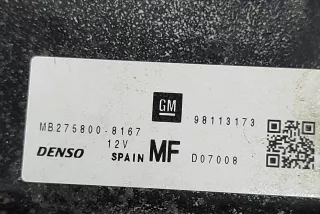 GM
98113173
MB275800-8167
12V
DENSO SPAIN MF D07008